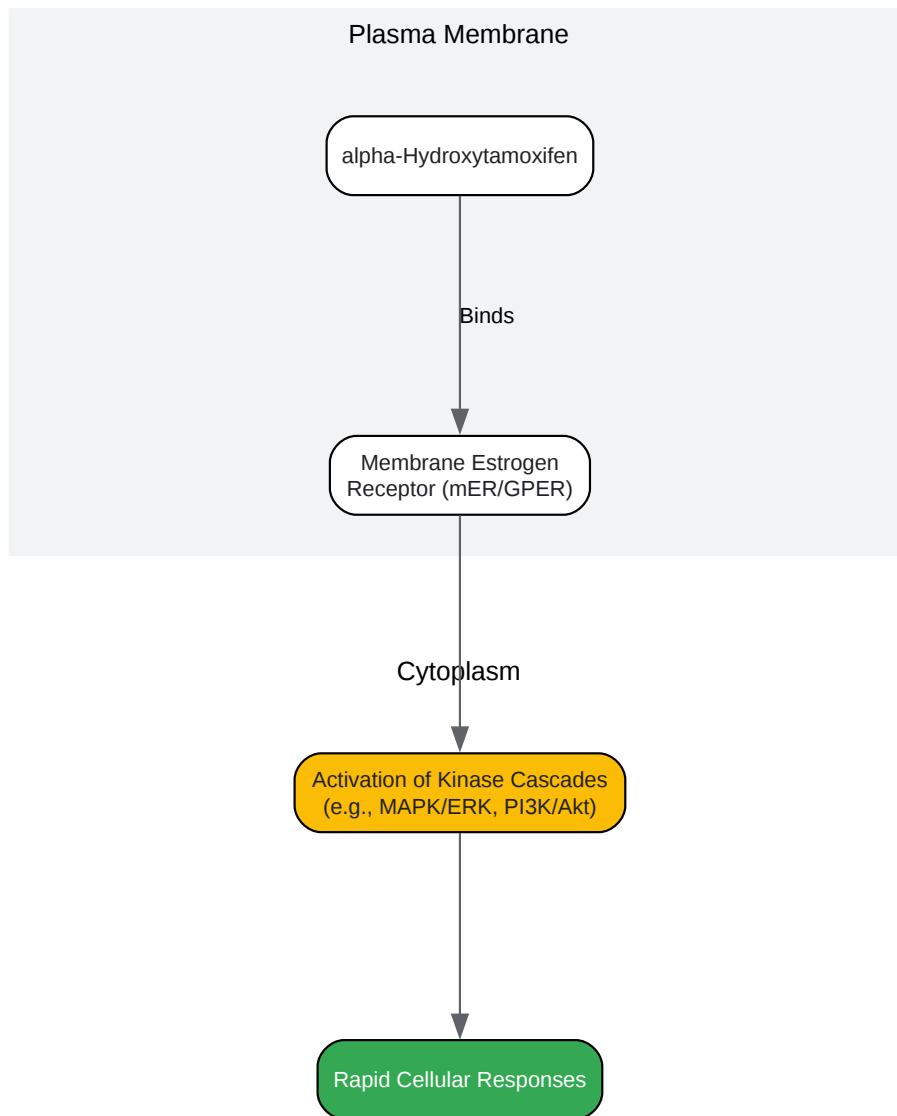 Plasma Membrane
alpha-Hydroxytamoxifen
Binds
Membrane Estrogen
Receptor (mER/GPER)
Cytoplasm
Activation of Kinase Cascades
(e.g., MAPK/ERK, PI3K/Akt)
Rapid Cellular Responses